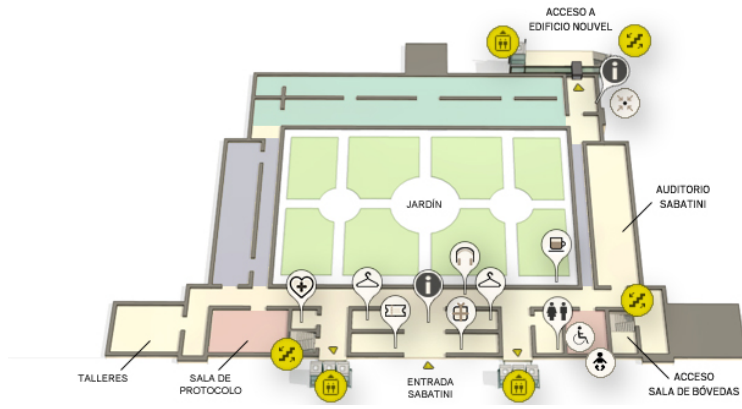 ACCESO A
EDIFICIO NOUVEL
AUDITORIO
SABATINI
JARDÍN
TALLERES
SALA DE
PROTOCOLO
ENTRADA
SABATINI
ACCESO
SALA DE BÓVEDAS